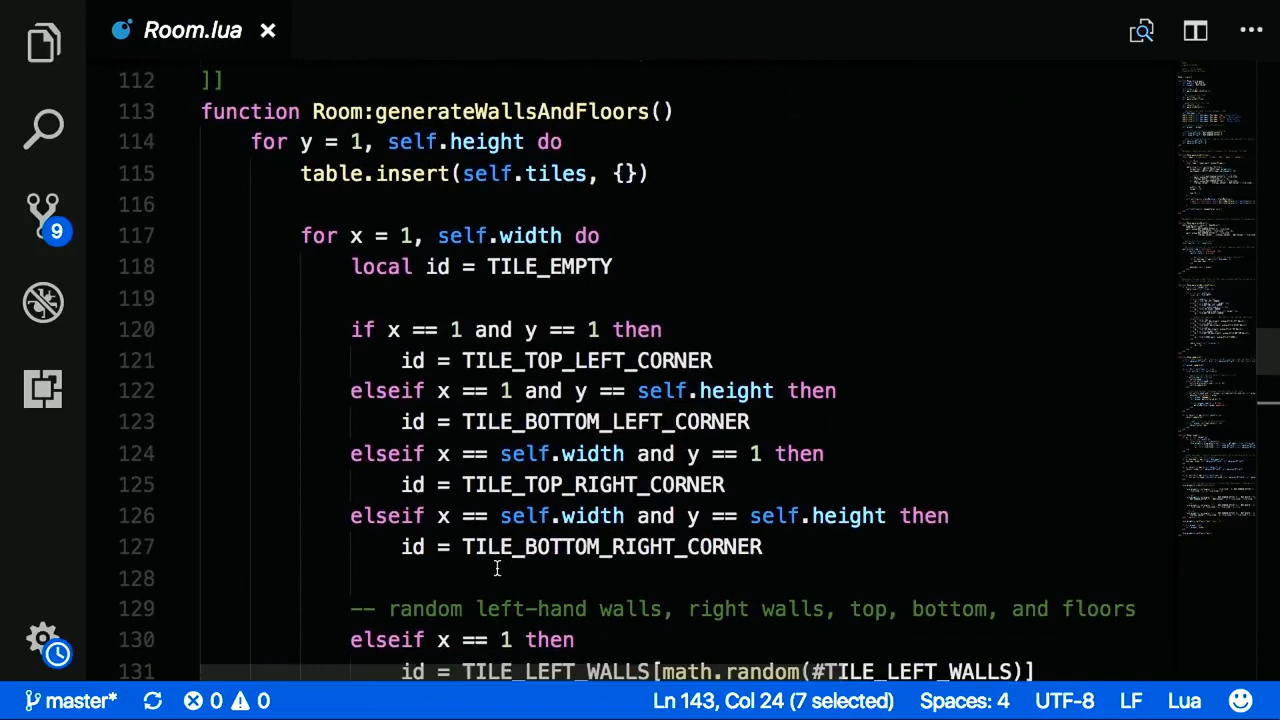 Room.lua ×
112 ]]
113 function Room:generateWallsAndFloors()
114 for y = 1, self.height do
115 table.insert(self.tiles, {})
116
117 for x = 1, self.width do
118 local id = TILE_EMPTY
119
120 if x == 1 and y == 1 then
121 id = TILE_TOP_LEFT_CORNER
122 elseif x == 1 and y == self.height then
123 id = TILE_BOTTOM_LEFT_CORNER
124 elseif x == self.width and y == 1 then
125 id = TILE_TOP_RIGHT_CORNER
126 elseif x == self.width and y == self.height then
127 id = TILE_BOTTOM_RIGHT_CORNER
128
129 -- random left-hand walls, right walls, top, bottom, and floors
130 elseif x == 1 then
131 id = TILE_LEFT_WALLS[math.random(#TILE_LEFT_WALLS)]
9
master* 0 0 Ln 143, Col 24 (7 selected) Spaces: 4 UTF-8 LF Lua